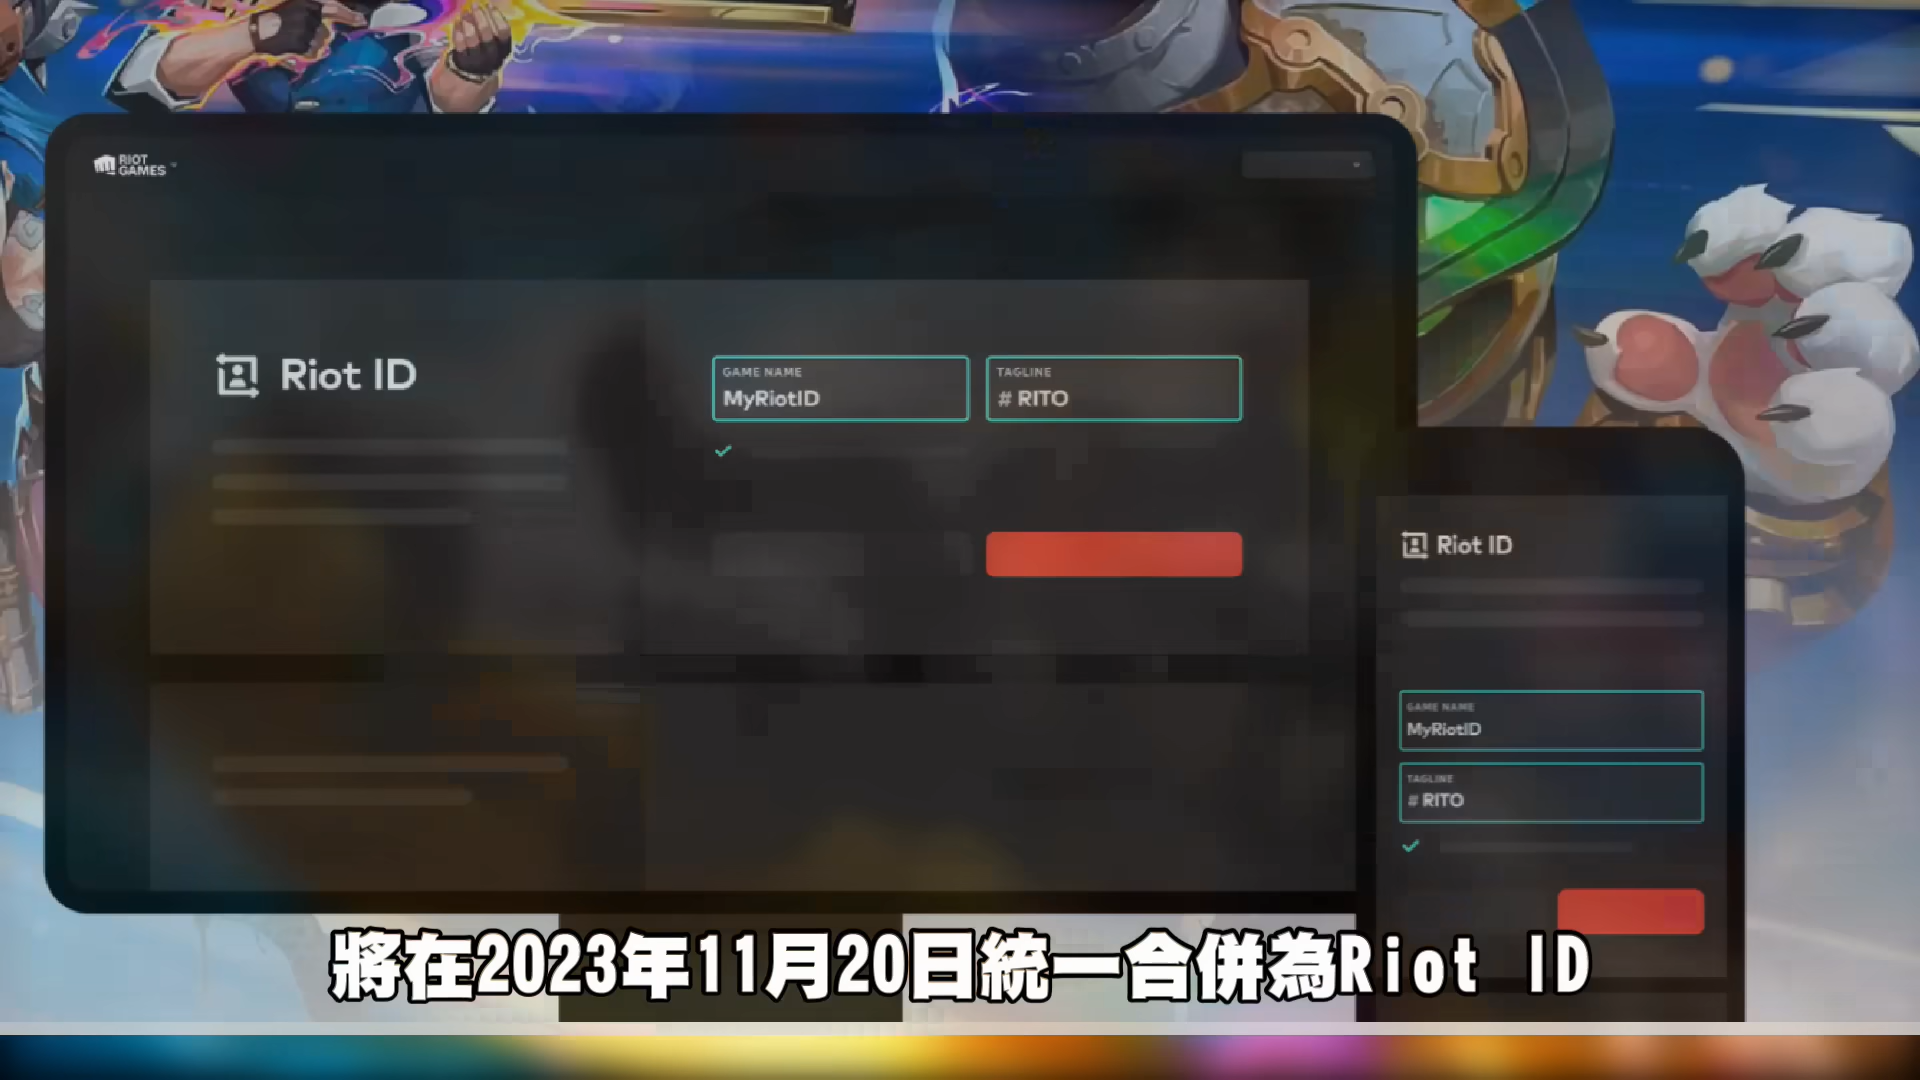 RIOT
GAMES
Riot ID
GAME NAME
MyRiotID
TAGLINE
# RITO
Riot ID
GAME NAME
MyRiotID
TAGLINE
# RITO
將在2023年11月20日統一合併為Riot ID